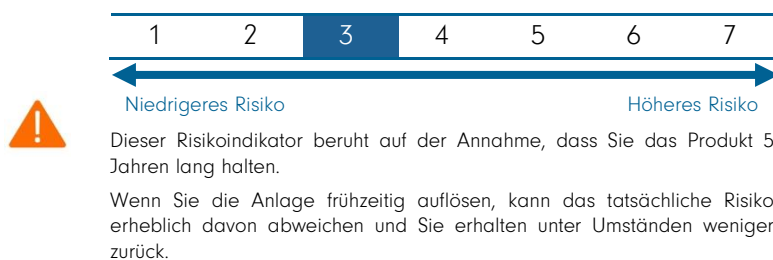 1 2 3 4 5 6 7
Niedrigeres Risiko Höheres Risiko
Dieser Risikoindikator beruht auf der Annahme, dass Sie das Produkt 5
Jahren lang halten.
Wenn Sie die Anlage frühzeitig auflösen, kann das tatsächliche Risiko
erheblich davon abweichen und Sie erhalten unter Umständen weniger
zurück.